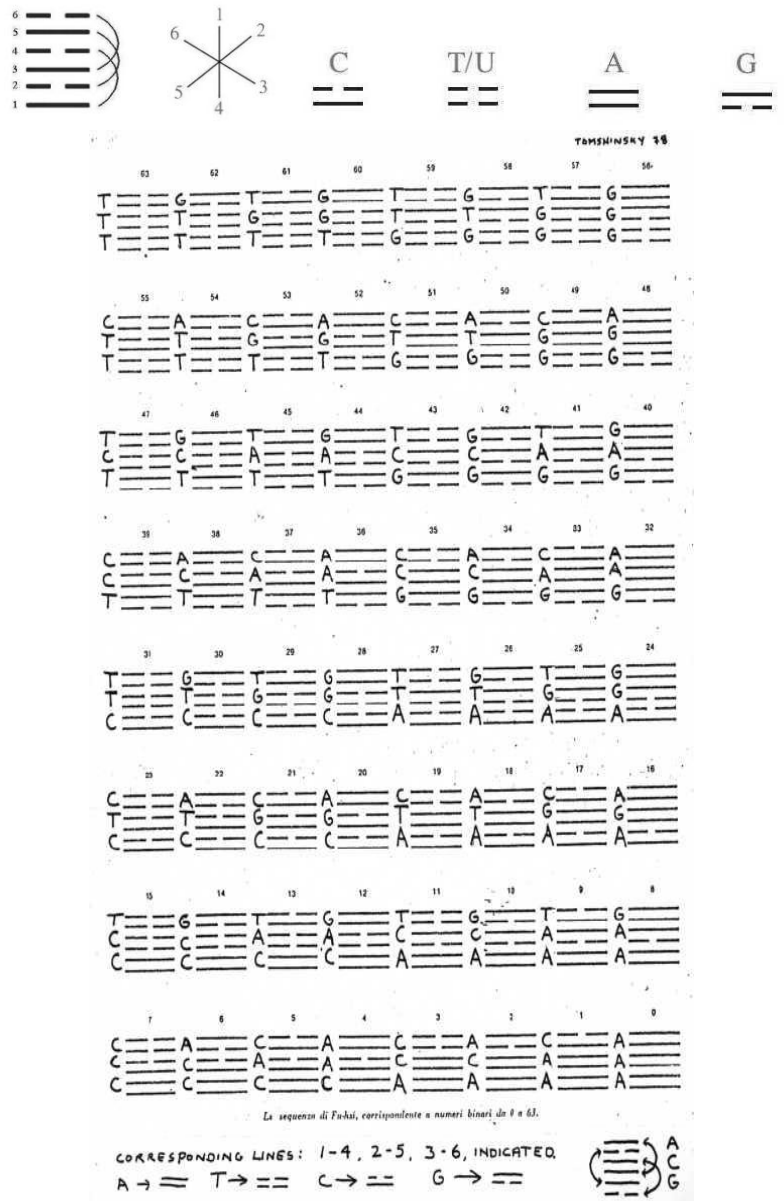 6
5
4
3
2
1
1
2
3
4
5
6
C T/U A G
TOMSHINSKY 78
63 62 61 60 59 58 57 56
T G T G T G T G
T T G G T T G G
T T T T G G G G
55 54 53 52 51 50 49 48
C A C A C A C A
T T G G T T G G
T T T T G G G G
47 46 45 44 43 42 41 40
T G T G T G T G
C C A A C C A A
T T T T G G G G
39 38 37 36 35 34 33 32
C A C A C A C A
C C A A C C A A
T T T T G G G G
31 30 29 28 27 26 25 24
T G T G T G T G
T T G G T T G G
C C C C A A A A
23 22 21 20 19 18 17 16
C A C A C A C A
T T G G T T G G
C C C C A A A A
15 14 13 12 11 10 9 8
T G T G T G T G
C C A A C C A A
C C C C A A A A
7 6 5 4 3 2 1 0
C A C A C A C A
C C A A C C A A
C C C C A A A A
La sequenza di Fu-hsi, corrispondente a numeri binari da 0 a 63.
CORRESPONDING LINES: 1-4, 2-5, 3-6, INDICATED.
A → T → C → G →
A
C
G